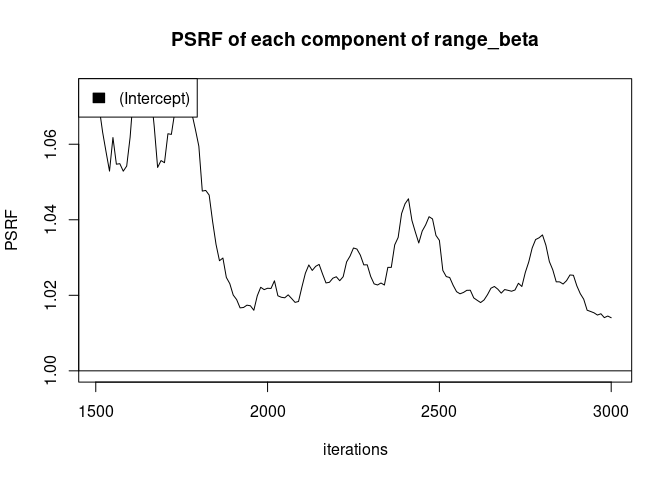 PSRF of each component of range_beta
(Intercept)
PSRF
1.06
1.04
1.02
1.00
1500 2000 2500 3000
iterations